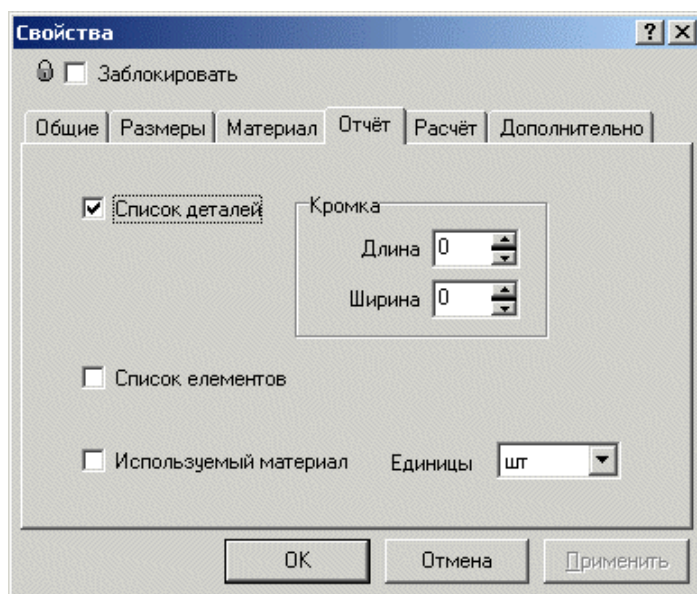 Свойства
Заблокировать
Общие Размеры Материал Отчёт Расчёт Дополнительно
Список деталей
Кромка
Длина 0
Ширина 0
Список елементов
Используемый материал Единицы шт
OK Отмена Применить